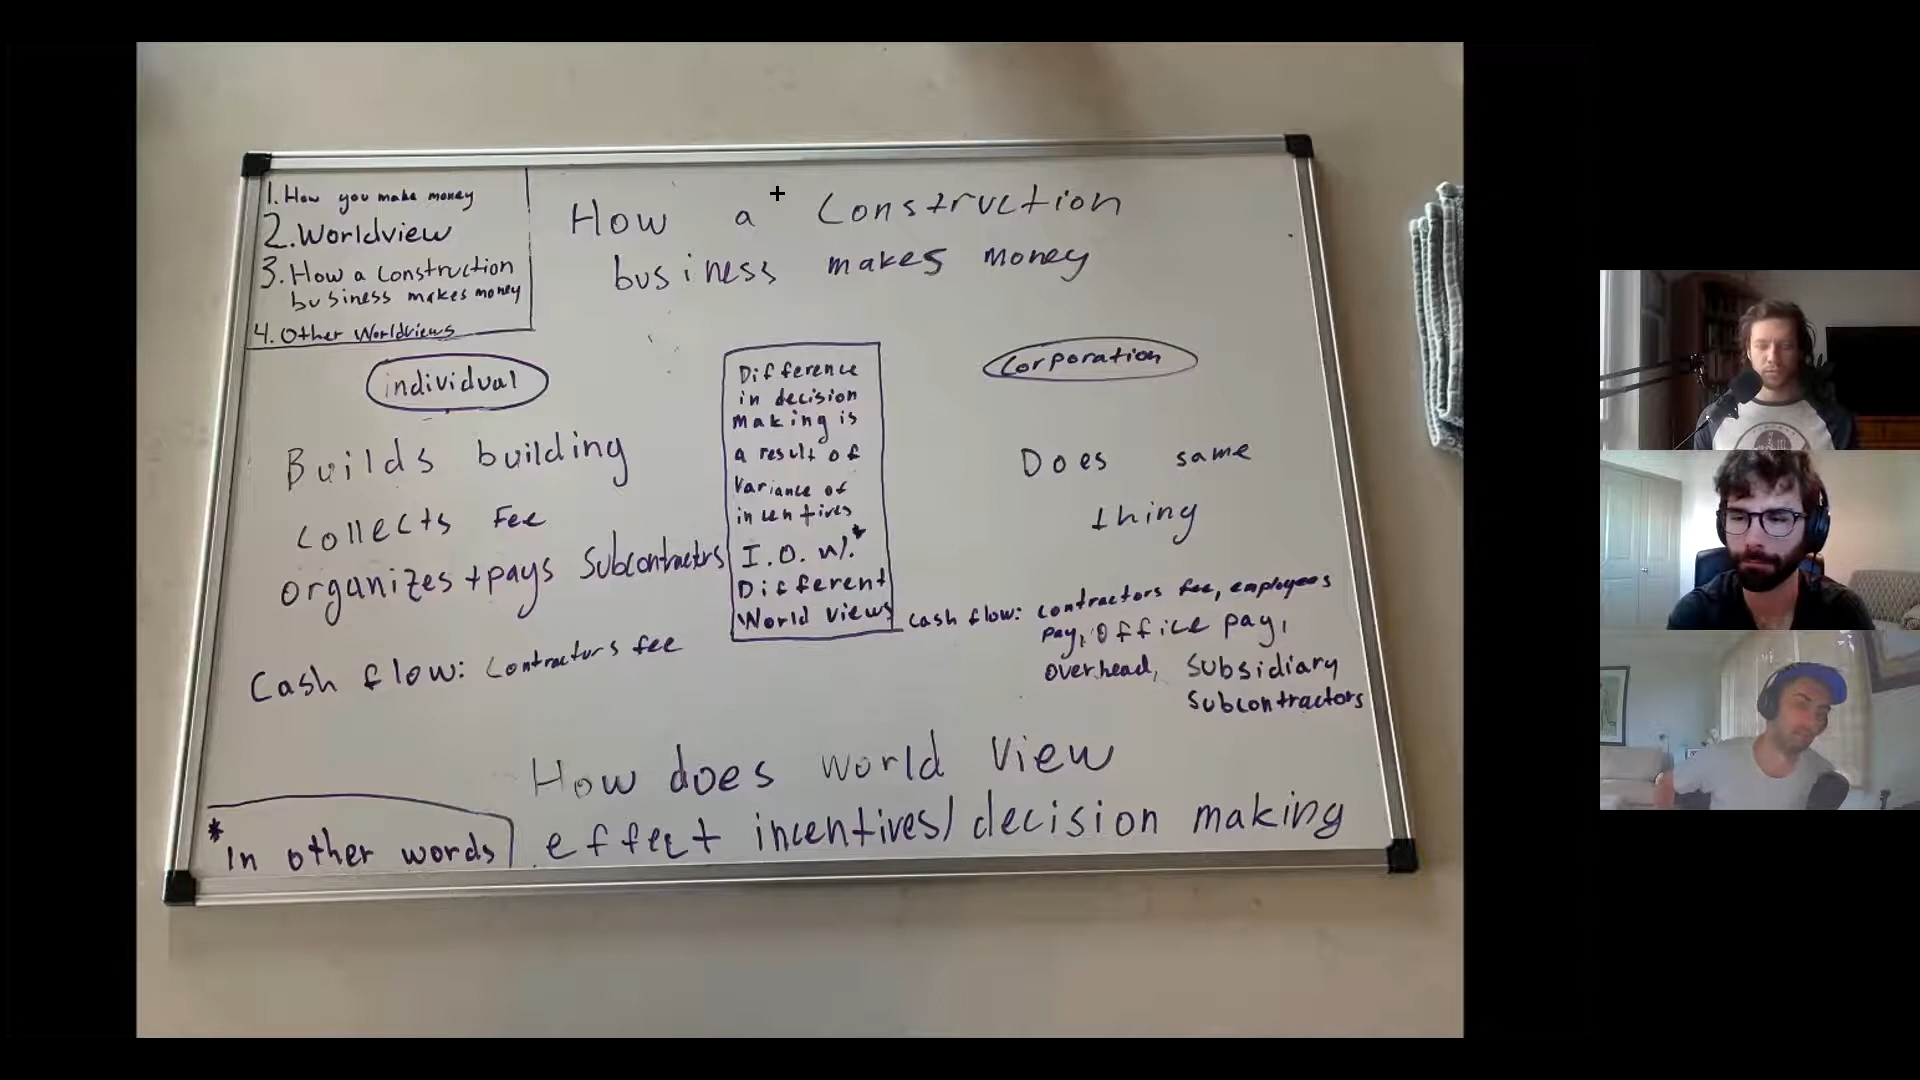 1. How you make money
2. Worldview
3. How a construction
business makes money
4. Other Worldviews
How a Construction
business makes money
individual
Builds building
Collects Fee
organizes + pays Subcontractors
Cash flow: Contractors fee
Difference
in decision
making is
a result of
Variance of
incentives
I.O.W.*
Different
World views
Corporation
Does same
thing
Cash flow: contractors fee, employees
pay, office pay,
overhead, Subsidiary
Subcontractors
How does world view
effect incentives/decision making
*In other words